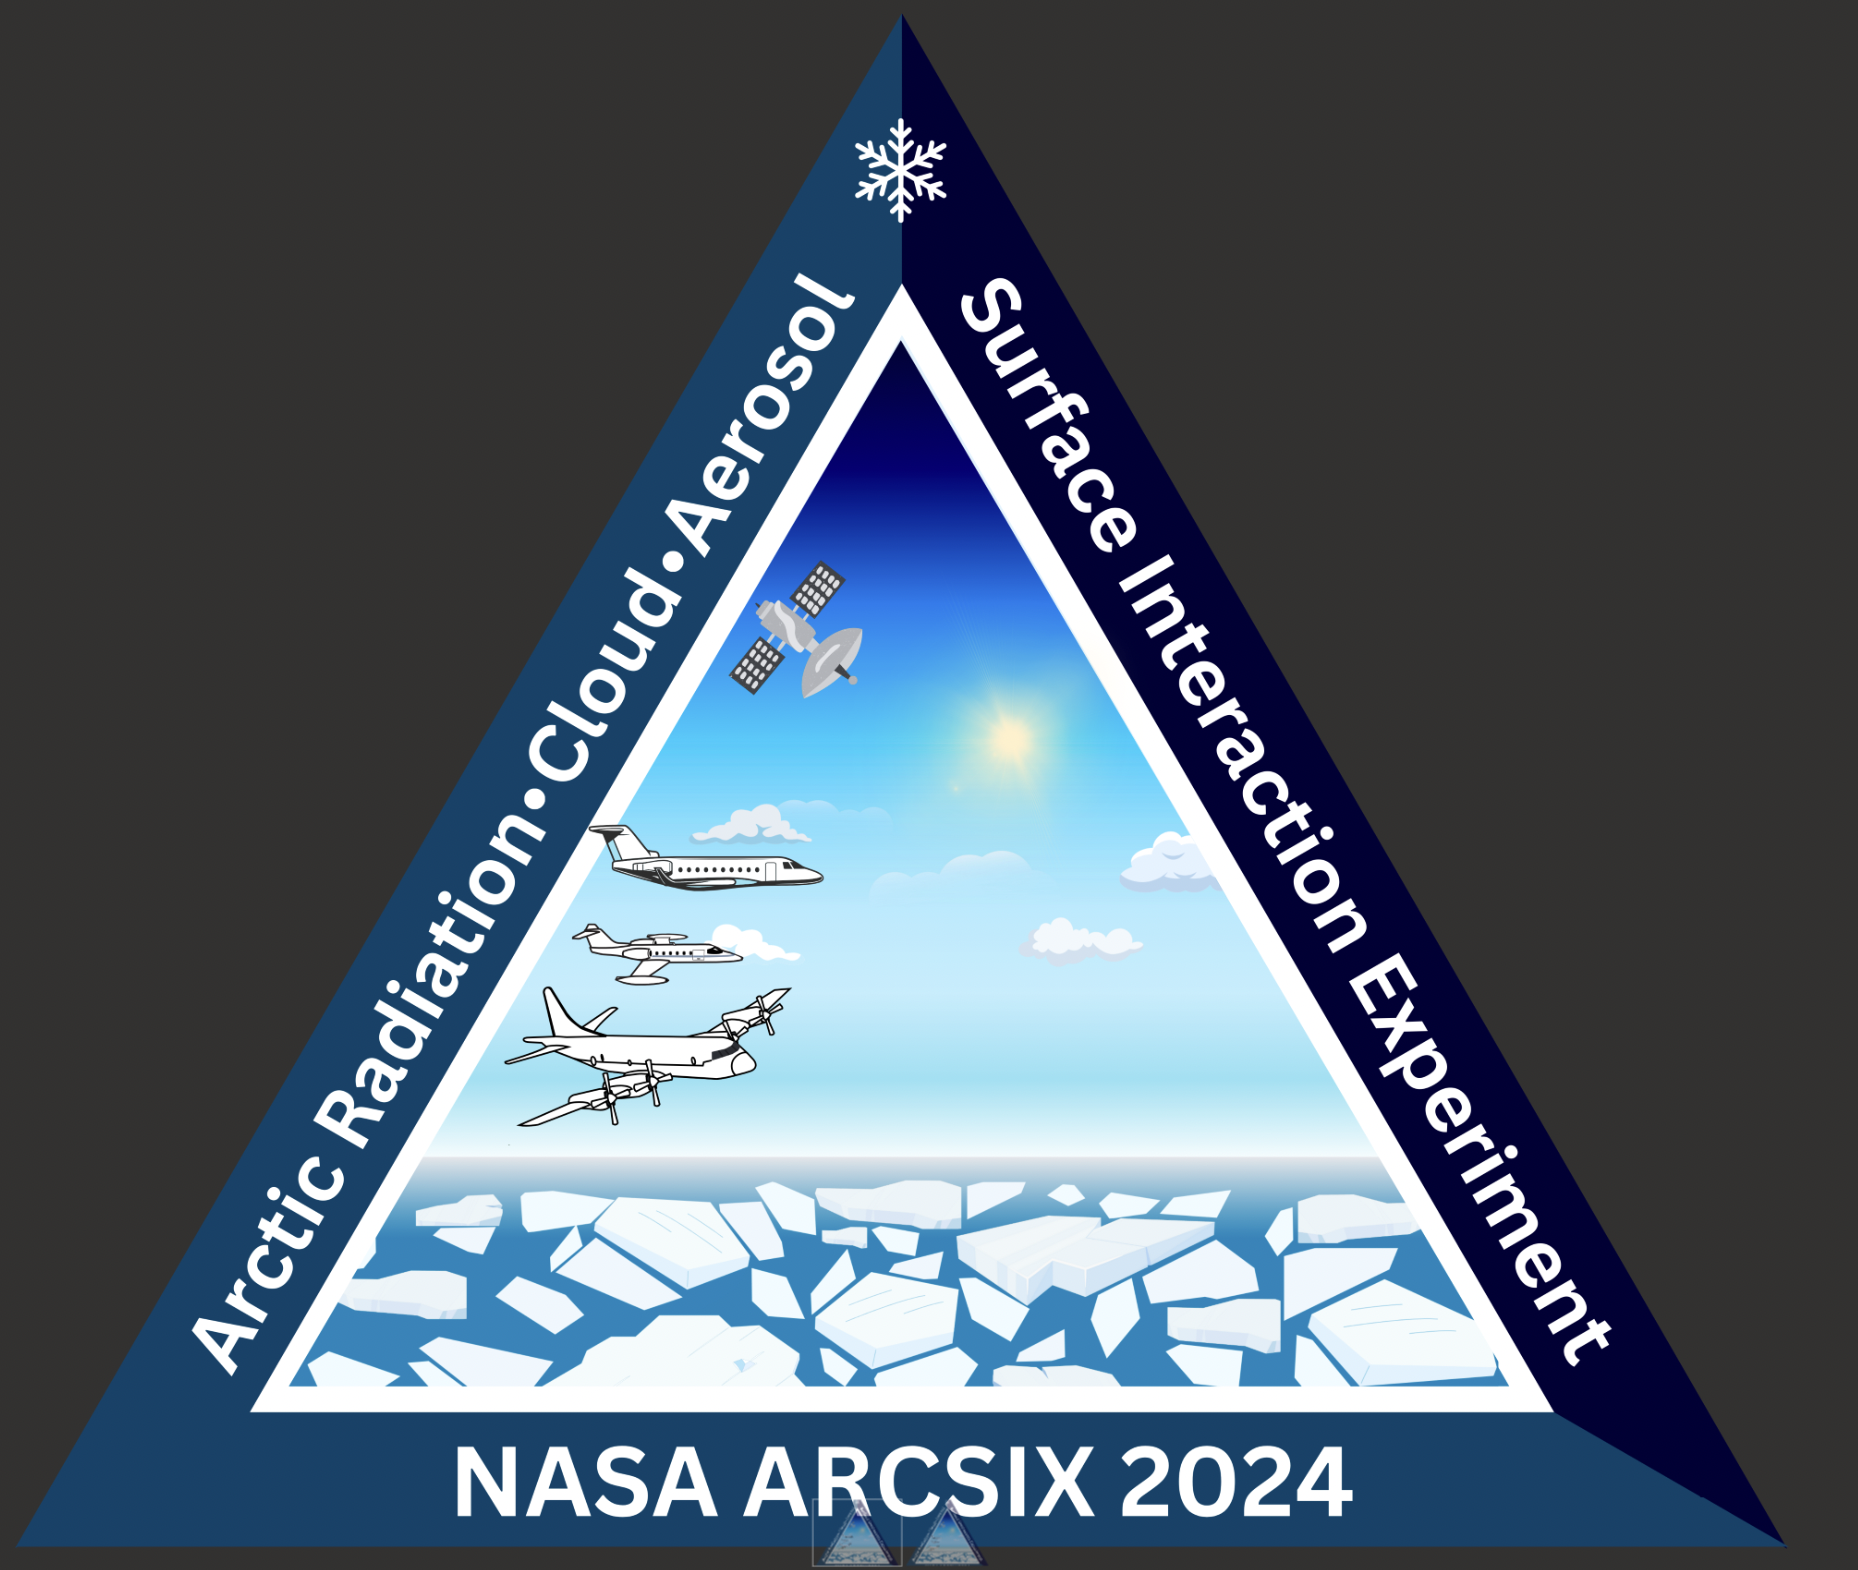 Arctic Radiation•Cloud•Aerosol
Surface Interaction Experiment
NASA ARCSIX 2024